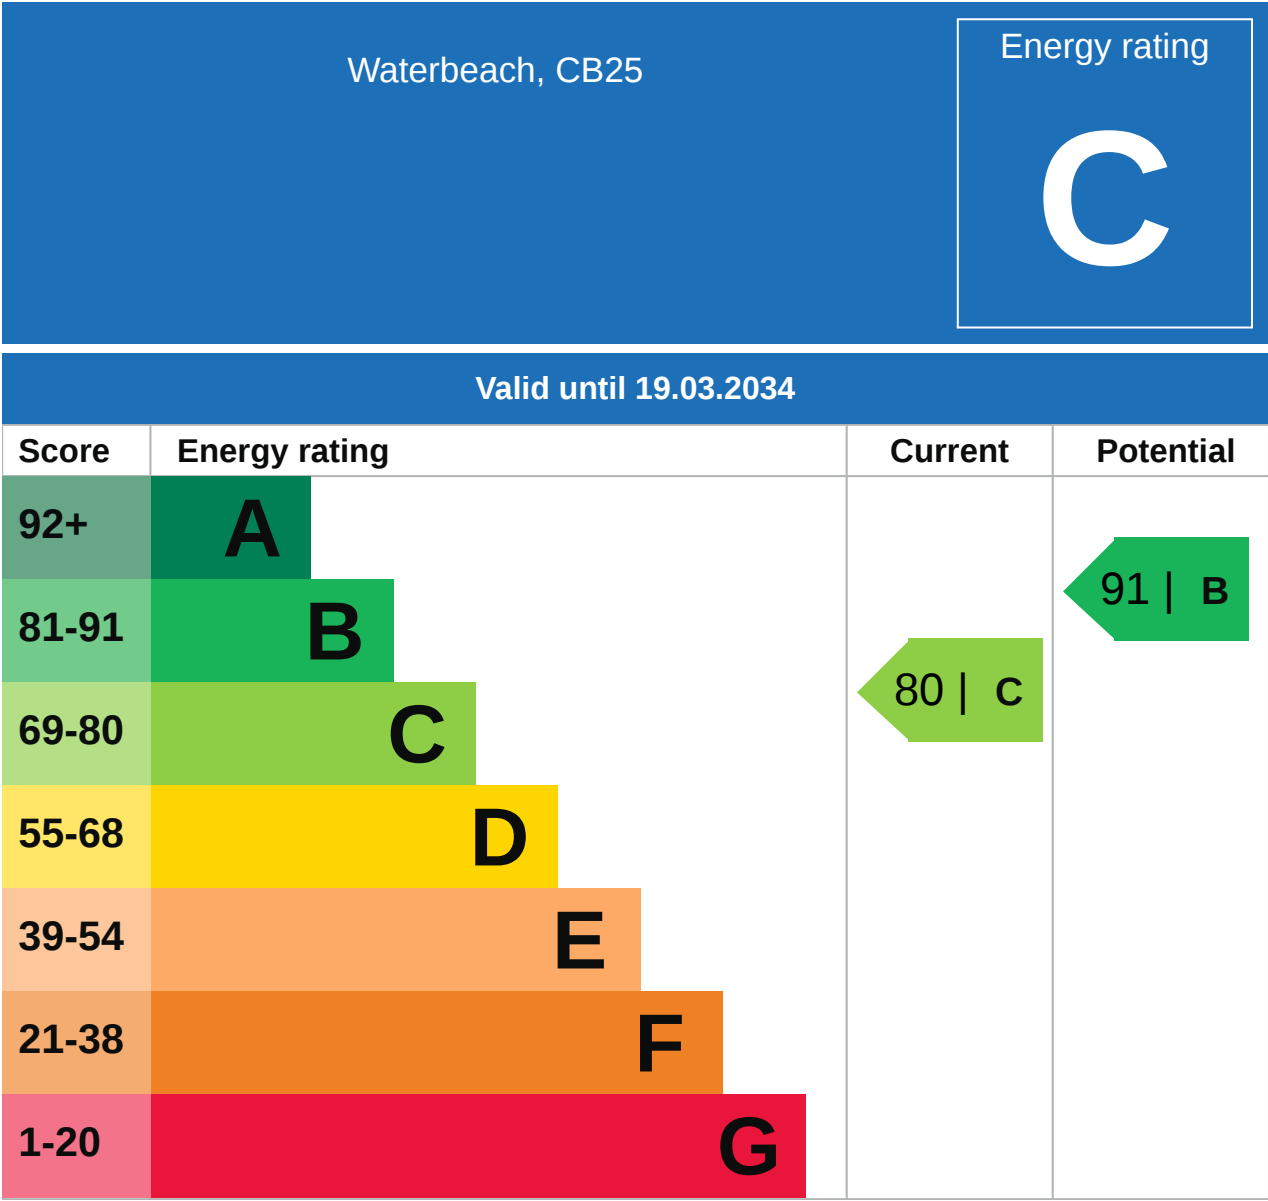 Waterbeach, CB25
Energy rating
C
Valid until 19.03.2034
Score Energy rating Current Potential
92+ A
81-91 B
91 | B
69-80 C
80 | C
55-68 D
39-54 E
21-38 F
1-20 G